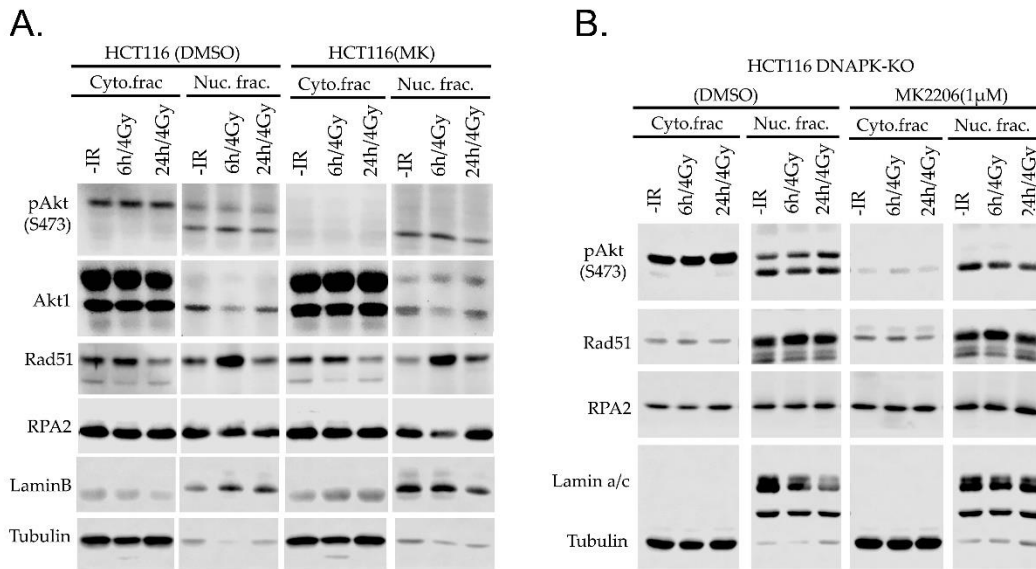 A.
HCT116 (DMSO) HCT116(MK)
Cyto.frac Nuc. frac. Cyto.frac Nuc. frac.
-IR 6h/4Gy 24h/4Gy -IR 6h/4Gy 24h/4Gy -IR 6h/4Gy 24h/4Gy -IR 6h/4Gy 24h/4Gy
pAkt
(S473)
Akt1
Rad51
RPA2
LaminB
Tubulin
B.
HCT116 DNAPK-KO
(DMSO) MK2206(1μM)
Cyto.frac Nuc. frac. Cyto.frac Nuc. frac.
-IR 6h/4Gy 24h/4Gy -IR 6h/4Gy 24h/4Gy -IR 6h/4Gy 24h/4Gy -IR 6h/4Gy 24h/4Gy
pAkt
(S473)
Rad51
RPA2
Lamin a/c
Tubulin